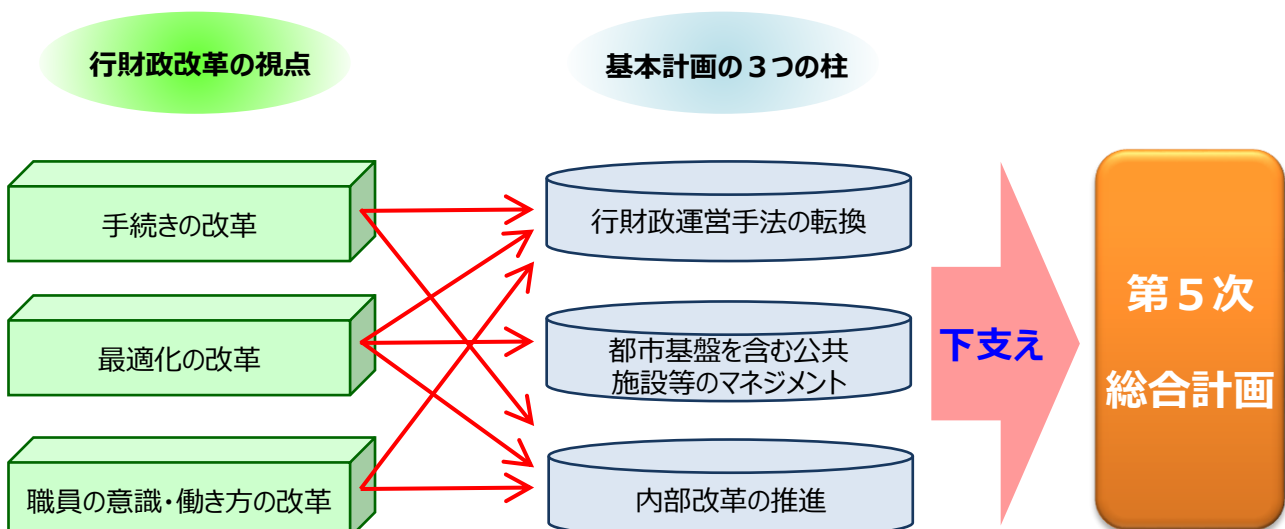 行財政改革の視点
基本計画の３つの柱
手続きの改革
最適化の改革
職員の意識・働き方の改革
行財政運営手法の転換
都市基盤を含む公共
施設等のマネジメント
内部改革の推進
下支え
第５次
総合計画